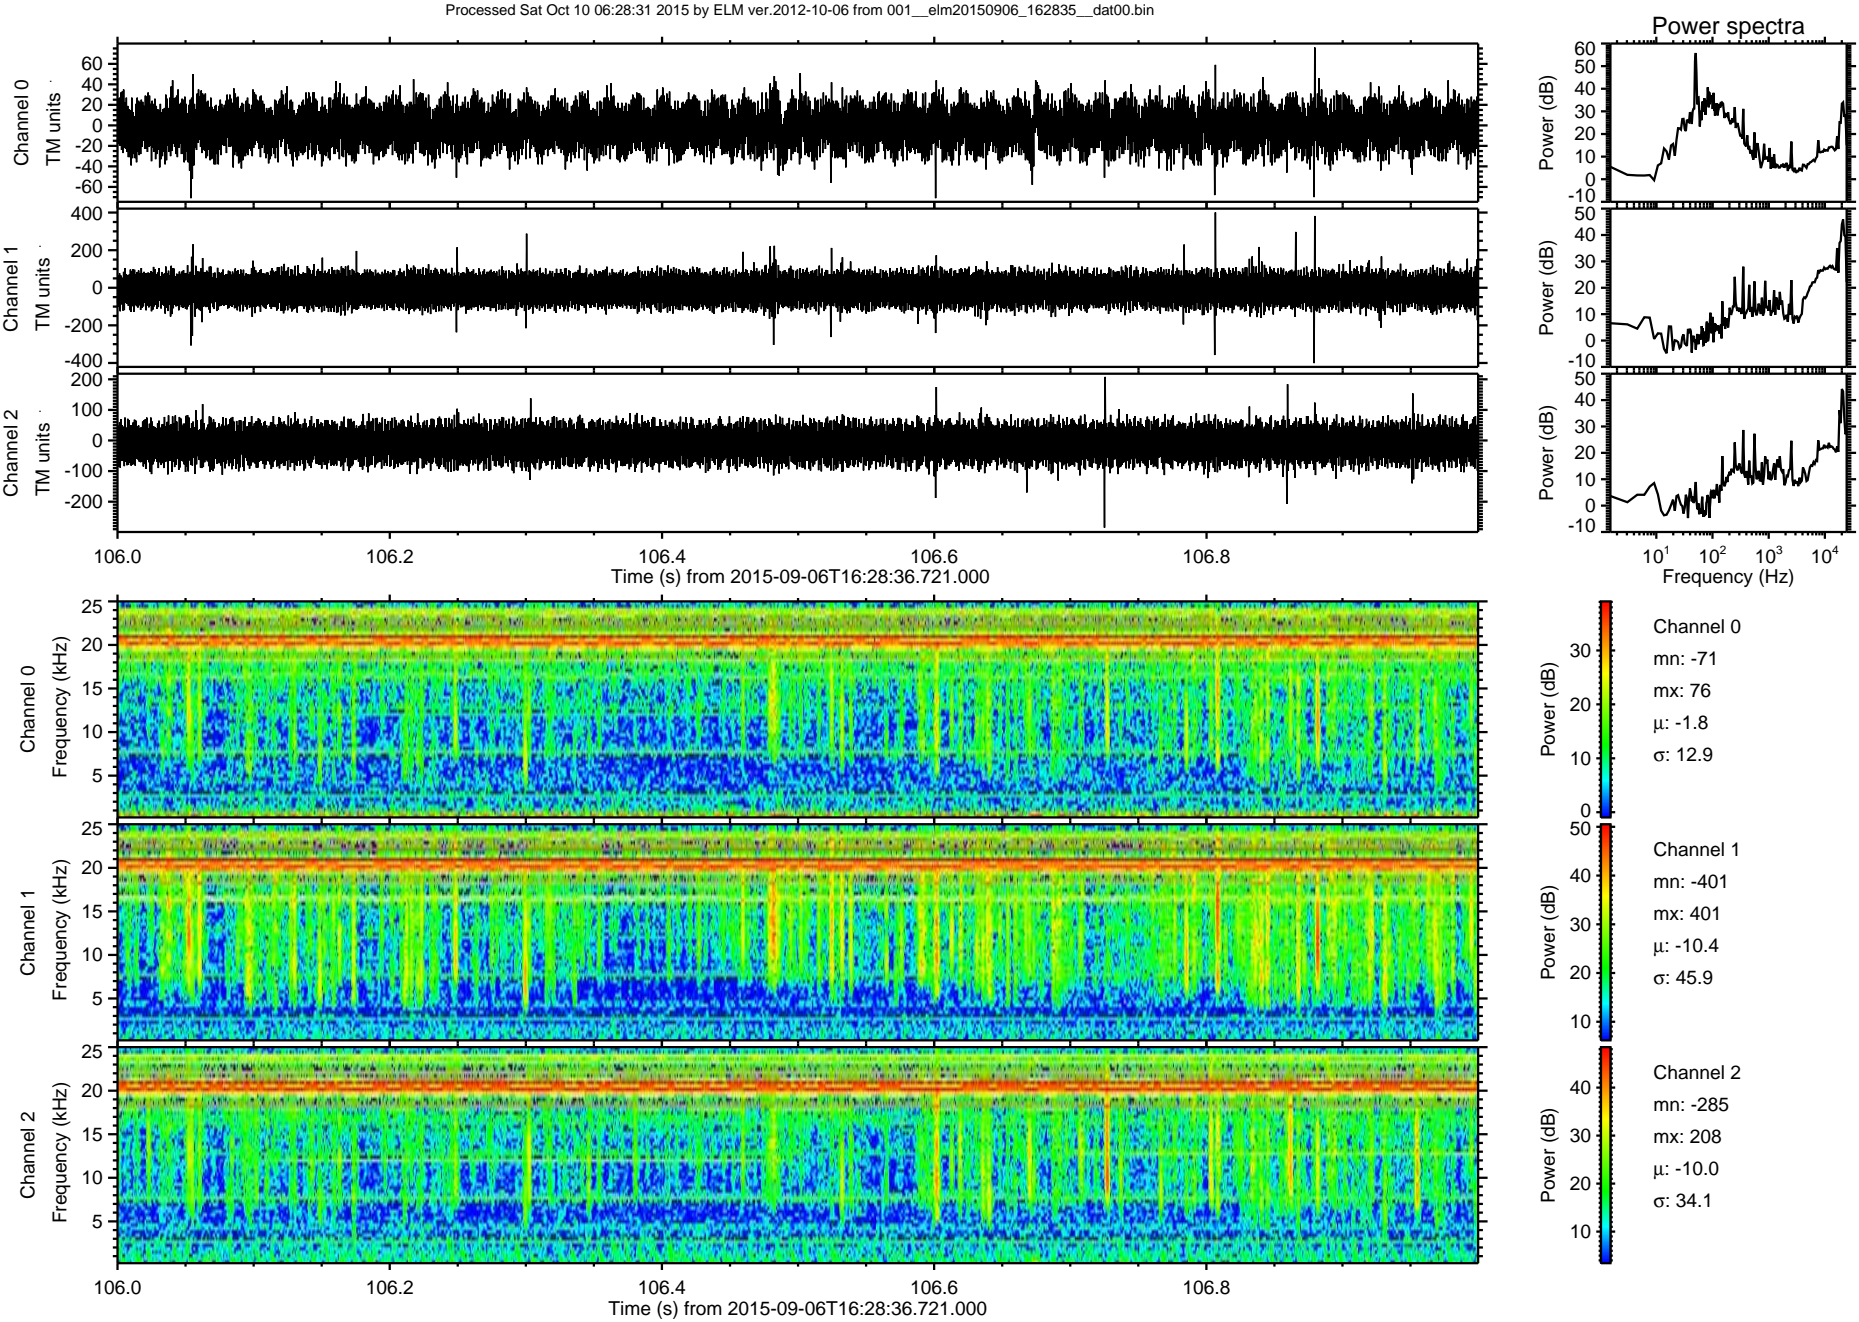 Processed Sat Oct 10 06:28:31 2015 by ELM ver.2012-10-06 from 001__elm20150906_162835__dat00.bin
Power spectra
Channel 0
TM units
60
40
20
0
-20
-40
-60
Power (dB)
60
50
40
30
20
10
0
-10
Channel 1
TM units
400
200
0
-200
-400
Power (dB)
50
40
30
20
10
0
-10
Channel 2
TM units
200
100
0
-100
-200
Power (dB)
50
40
30
20
10
0
-10
106.0 106.2 106.4 106.6 106.8
Time (s) from 2015-09-06T16:28:36.721.000
10¹ 10² 10³ 10⁴
Frequency (Hz)
Channel 0
Frequency (kHz)
25
20
15
10
5
Power (dB)
30
20
10
0
Channel 0
mn: -71
mx: 76
μ: -1.8
σ: 12.9
Channel 1
Frequency (kHz)
25
20
15
10
5
Power (dB)
50
40
30
20
10
Channel 1
mn: -401
mx: 401
μ: -10.4
σ: 45.9
Channel 2
Frequency (kHz)
25
20
15
10
5
Power (dB)
40
30
20
10
Channel 2
mn: -285
mx: 208
μ: -10.0
σ: 34.1
106.0 106.2 106.4 106.6 106.8
Time (s) from 2015-09-06T16:28:36.721.000